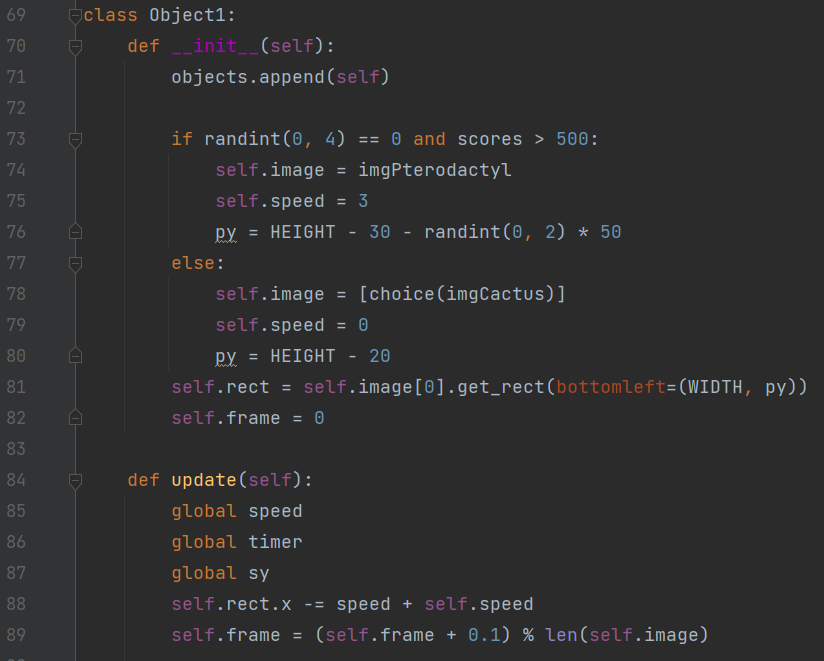 69 class Object1:
70     def __init__(self):
71         objects.append(self)
72
73         if randint(0, 4) == 0 and scores > 500:
74             self.image = imgPterodactyl
75             self.speed = 3
76             py = HEIGHT - 30 - randint(0, 2) * 50
77         else:
78             self.image = [choice(imgCactus)]
79             self.speed = 0
80             py = HEIGHT - 20
81         self.rect = self.image[0].get_rect(bottomleft=(WIDTH, py))
82         self.frame = 0
83
84     def update(self):
85         global speed
86         global timer
87         global sy
88         self.rect.x -= speed + self.speed
89         self.frame = (self.frame + 0.1) % len(self.image)